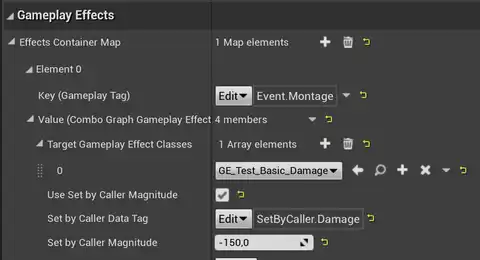 Gameplay Effects
Effects Container Map 1 Map elements
Element 0
Key (Gameplay Tag) Edit Event.Montage
Value (Combo Graph Gameplay Effect 4 members
Target Gameplay Effect Classes 1 Array elements
0 GE_Test_Basic_Damage
Use Set by Caller Magnitude
Set by Caller Data Tag Edit SetByCaller.Damage
Set by Caller Magnitude -150,0